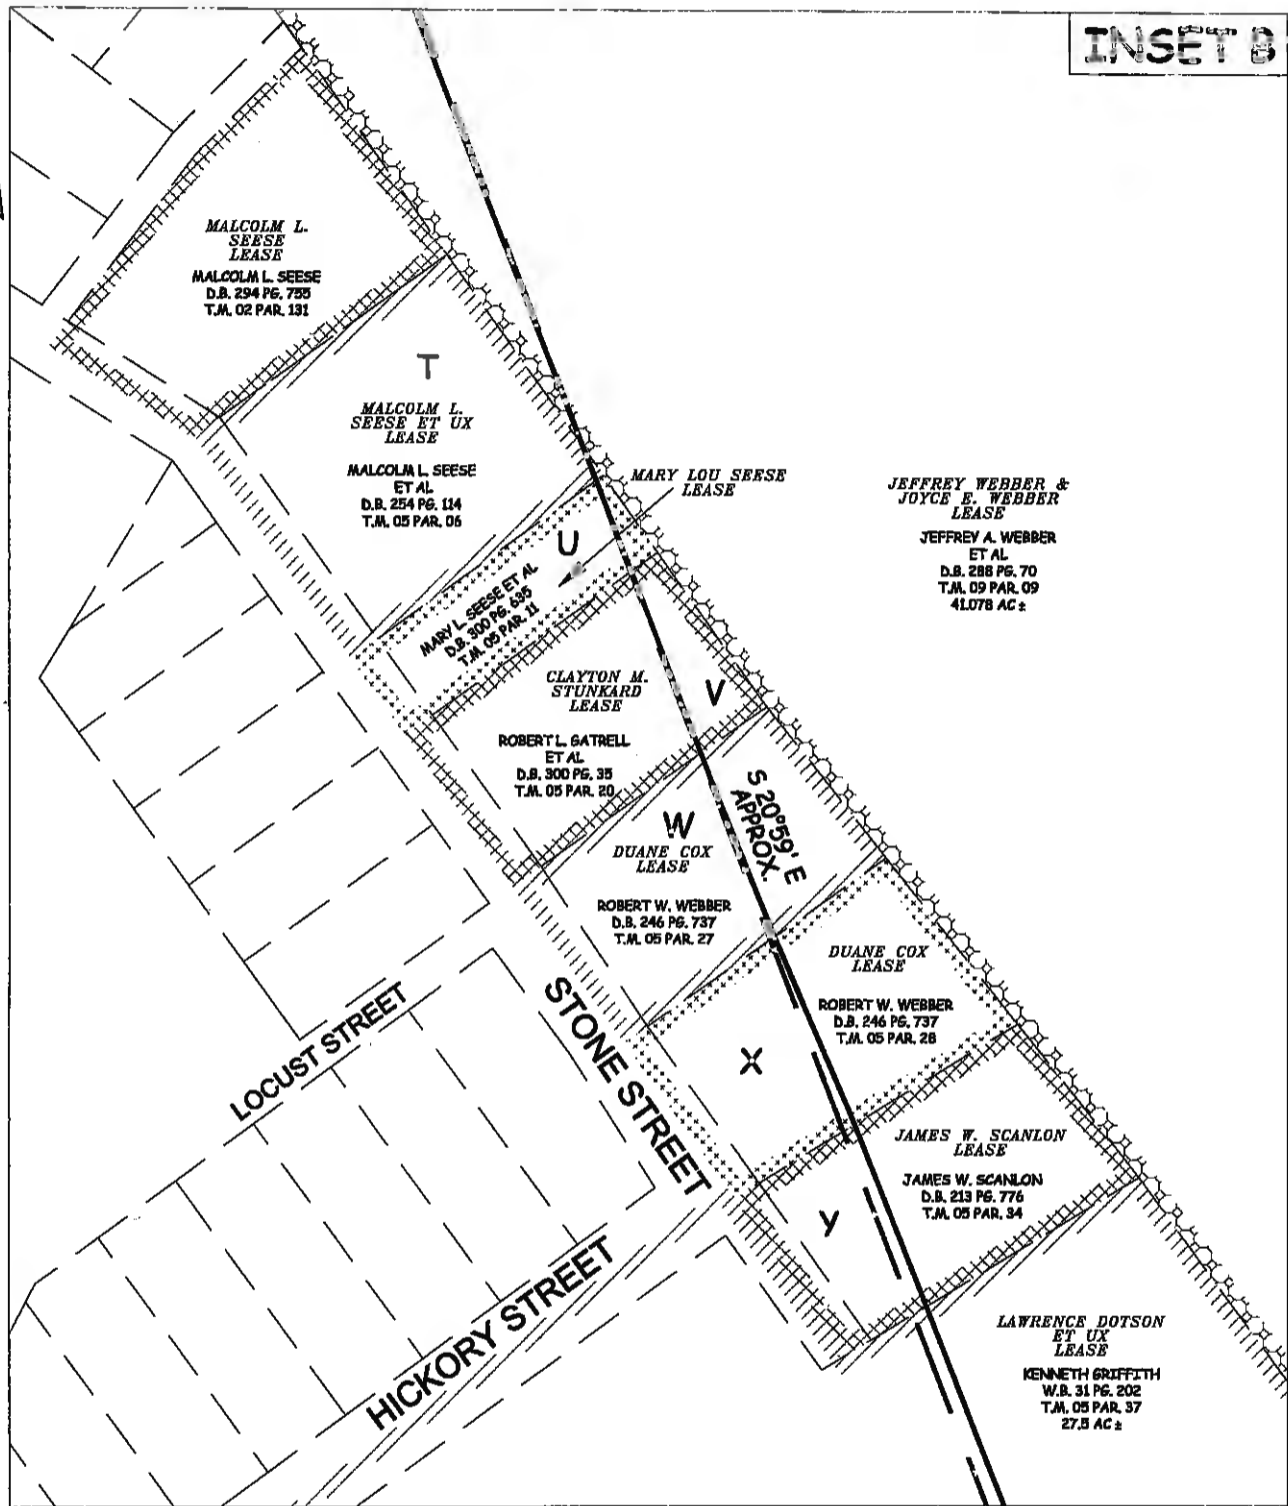 INSET B
MALCOLM L.
SEESE
LEASE
MALCOLM L. SEESE
D.B. 294 PG. 755
T.M. 02 PAR. 131
T
MALCOLM L.
SEESE ET UX
LEASE
MALCOLM L. SEESE
ET AL
D.B. 254 PG. 114
T.M. 05 PAR. 06
MARY LOU SEESE
LEASE
U
MARY L. SEESE ET AL
D.B. 300 PG. 635
T.M. 05 PAR. 11
JEFFREY WEBBER &
JOYCE E. WEBBER
LEASE
JEFFREY A. WEBBER
ET AL
D.B. 288 PG. 70
T.M. 09 PAR. 09
41.078 AC ±
CLAYTON M.
STUNKARD
LEASE
V
ROBERT L. GATRELL
ET AL
D.B. 300 PG. 35
T.M. 05 PAR. 20
S 20°59' E
APPROX.
W
DUANE COX
LEASE
ROBERT W. WEBBER
D.B. 246 PG. 737
T.M. 05 PAR. 27
DUANE COX
LEASE
ROBERT W. WEBBER
D.B. 246 PG. 737
T.M. 05 PAR. 28
X
STONE STREET
LOCUST STREET
JAMES W. SCANLON
LEASE
JAMES W. SCANLON
D.B. 213 PG. 776
T.M. 05 PAR. 34
Y
HICKORY STREET
LAWRENCE DOTSON
ET UX
LEASE
KENNETH GRIFFITH
W.B. 31 PG. 202
T.M. 05 PAR. 37
27.5 AC ±